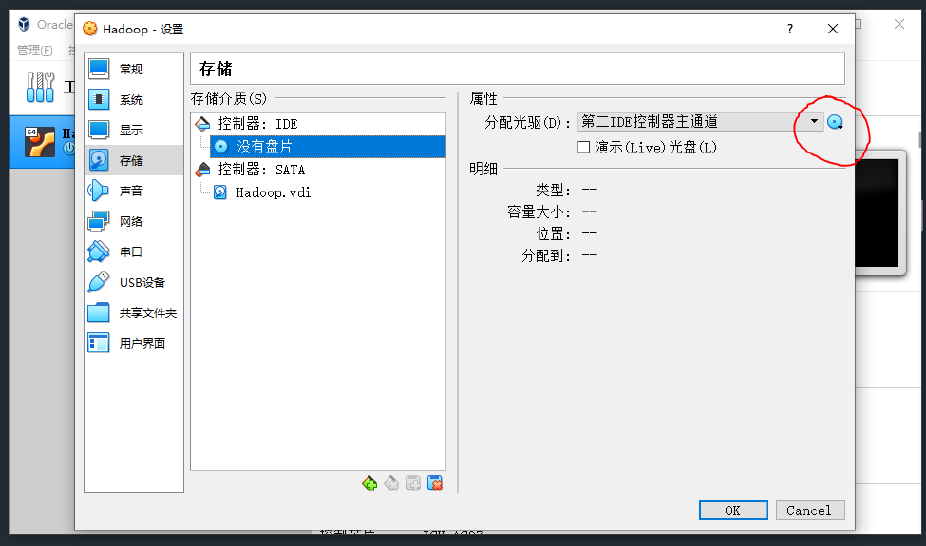 Oracle
Hadoop - 设置
?
管理(F)
常规
系统
显示
存储
声音
网络
串口
USB设备
共享文件夹
用户界面
64
Ha
存储
存储介质(S)
控制器: IDE
没有盘片
控制器: SATA
Hadoop.vdi
属性
分配光驱(D): 第二IDE控制器主通道
演示(Live)光盘(L)
明细
类型: --
容量大小: --
位置: --
分配到: --
OK
Cancel